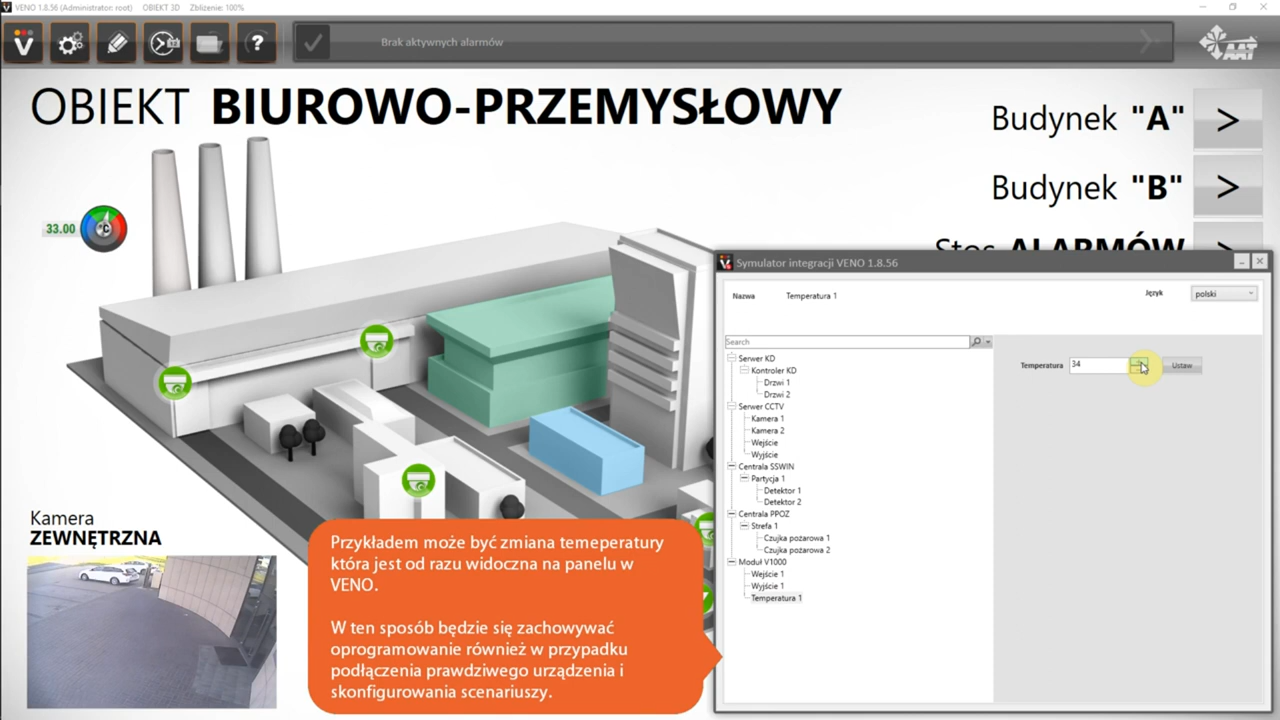 VENO 1.8.56 (Administrator: root) OBIEKT 3D Zbliżenie: 100%
Brak aktywnych alarmów
AAT
OBIEKT BIUROWO-PRZEMYSŁOWY
Budynek "A" >
Budynek "B" >
Stos ALARMÓW >
33.00 °C
Symulator integracji VENO 1.8.56
Nazwa Temperatura 1
Język polski
Search
Temperatura 34 Ustaw
Serwer KD
Kontroler KD
Drzwi 1
Drzwi 2
Serwer CCTV
Kamera 1
Kamera 2
Wejście
Wyjście
Centrala SSWIN
Partycja 1
Detektor 1
Detektor 2
Centrala PPOZ
Strefa 1
Czujka pożarowa 1
Czujka pożarowa 2
Moduł V1000
Wejście 1
Wyjście 1
Temperatura 1
Kamera
ZEWNĘTRZNA
Przykładem może być zmiana temeperatury
która jest od razu widoczna na panelu w
VENO.
W ten sposób będzie się zachowywać
oprogramowanie również w przypadku
podłączenia prawdziwego urządzenia i
skonfigurowania scenariuszy.